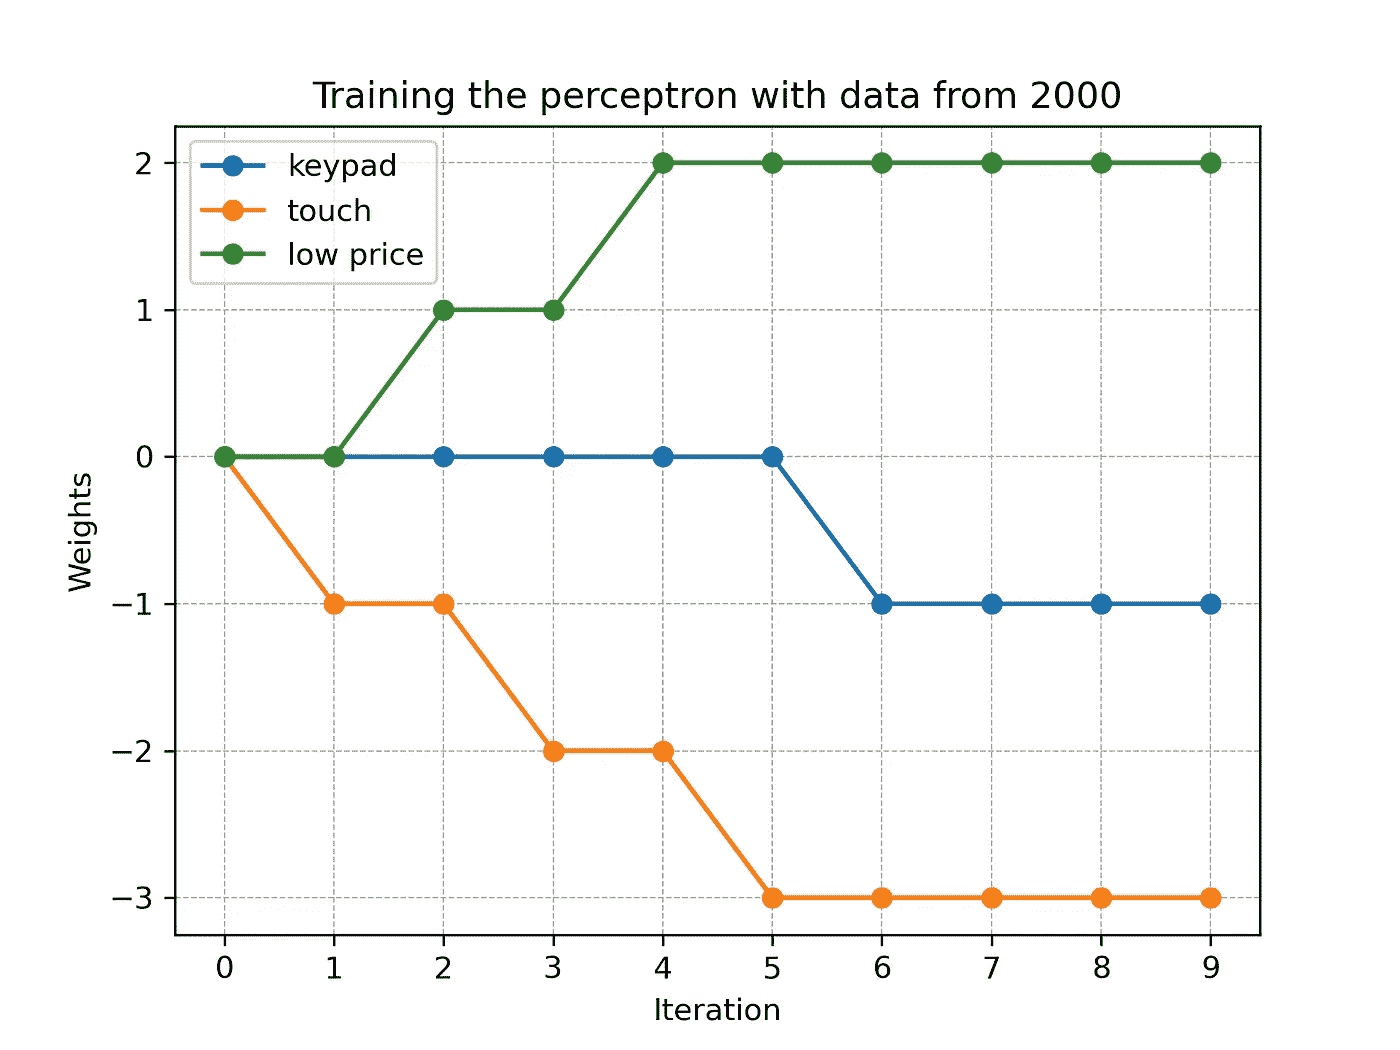 Training the perceptron with data from 2000
keypad
touch
low price
2
1
0
−1
−2
−3
Weights
0 1 2 3 4 5 6 7 8 9
Iteration